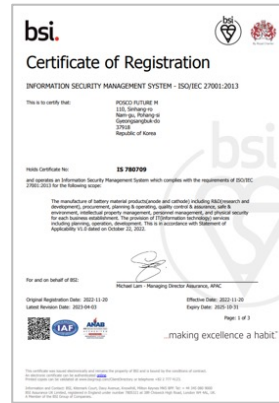 bsi.
bsi
Certificate of Registration
INFORMATION SECURITY MANAGEMENT SYSTEM - ISO/IEC 27001:2013
This is to certify that:
POSCO FUTURE M
110, Sinhang-ro
Nam-gu, Pohang-si
Gyeongsangbuk-do
37918
Republic of Korea
Holds Certificate No:
IS 780709
and operates an Information Security Management System which complies with the requirements of ISO/IEC
27001:2013 for the following scope:
The manufacture of battery material products(anode and cathode) including R&D(research and
development), procurement, planning & operating, quality control & assurance, safe &
environment, intellectual property management, personnel management, and physical security
for each business establishment. The provision of IT(information technology) services
including planning, operation, development. This is in accordance with Statement of
Applicability V1.0 dated on October 22, 2022.
For and on behalf of BSI:
Michael Lam - Managing Director Assurance, APAC
Original Registration Date: 2022-11-20
Effective Date: 2022-11-20
Latest Revision Date: 2023-04-03
Expiry Date: 2025-10-31
Page: 1 of 3
IAF
ANAB
...making excellence a habit.